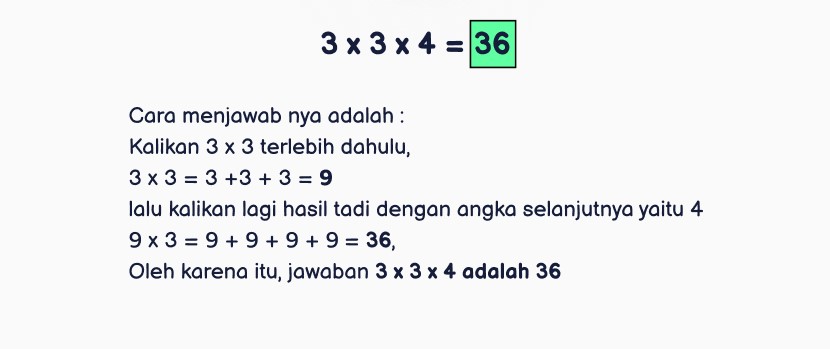 3 x 3 x 4 = 36
Cara menjawab nya adalah :
Kalikan 3 x 3 terlebih dahulu,
3 x 3 = 3 +3 + 3 = 9
lalu kalikan lagi hasil tadi dengan angka selanjutnya yaitu 4
9 x 3 = 9 + 9 + 9 + 9 = 36,
Oleh karena itu, jawaban 3 x 3 x 4 adalah 36